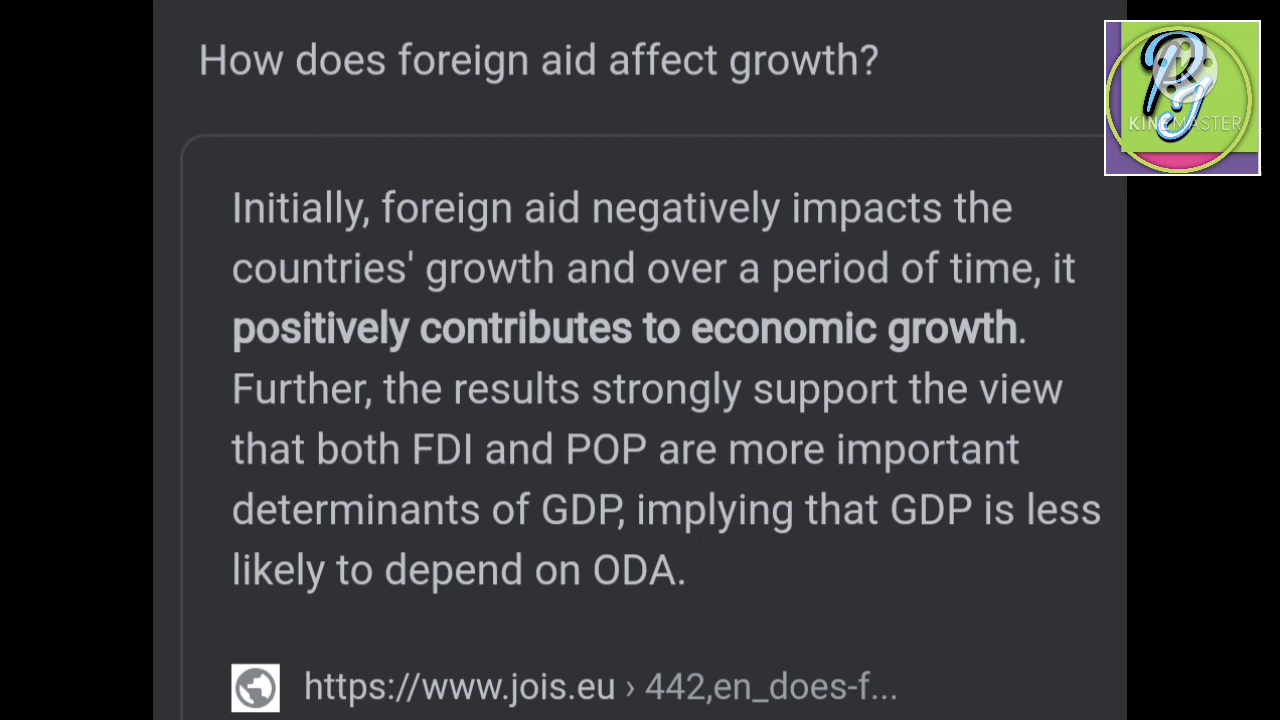 How does foreign aid affect growth?
KINEMASTER
Initially, foreign aid negatively impacts the
countries' growth and over a period of time, it
positively contributes to economic growth.
Further, the results strongly support the view
that both FDI and POP are more important
determinants of GDP, implying that GDP is less
likely to depend on ODA.
https://www.jois.eu › 442,en_does-f...